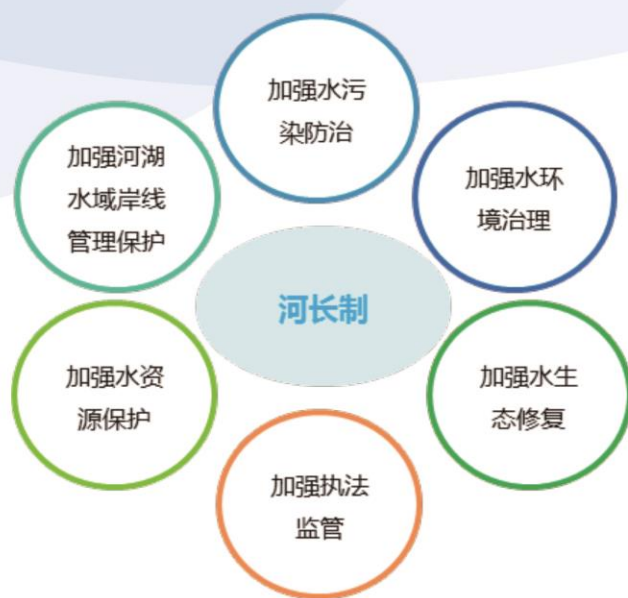 加强水污
染防治
加强河湖
水域岸线
管理保护
加强水环
境治理
河长制
加强水资
源保护
加强水生
态修复
加强执法
监管